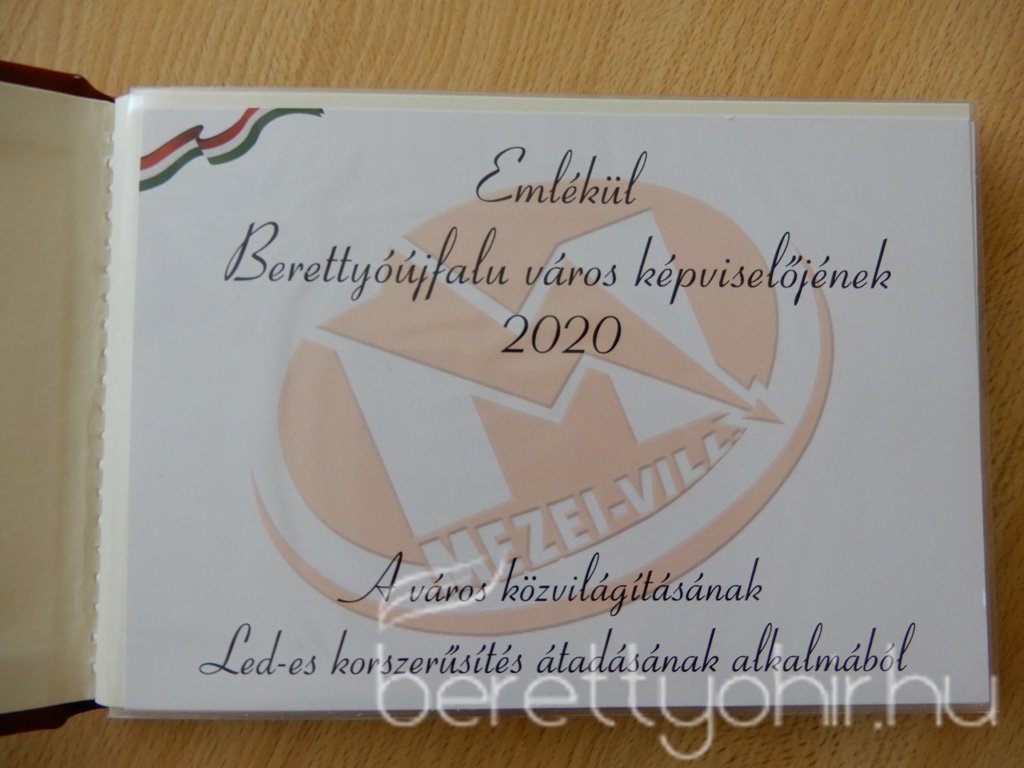 Emlékül
Berettyóújfalu város képviselőjének
2020
MEZEI-VILL.
A város közvilágításának
Led-es korszerűsítés átadásának alkalmából
berettyohir.hu